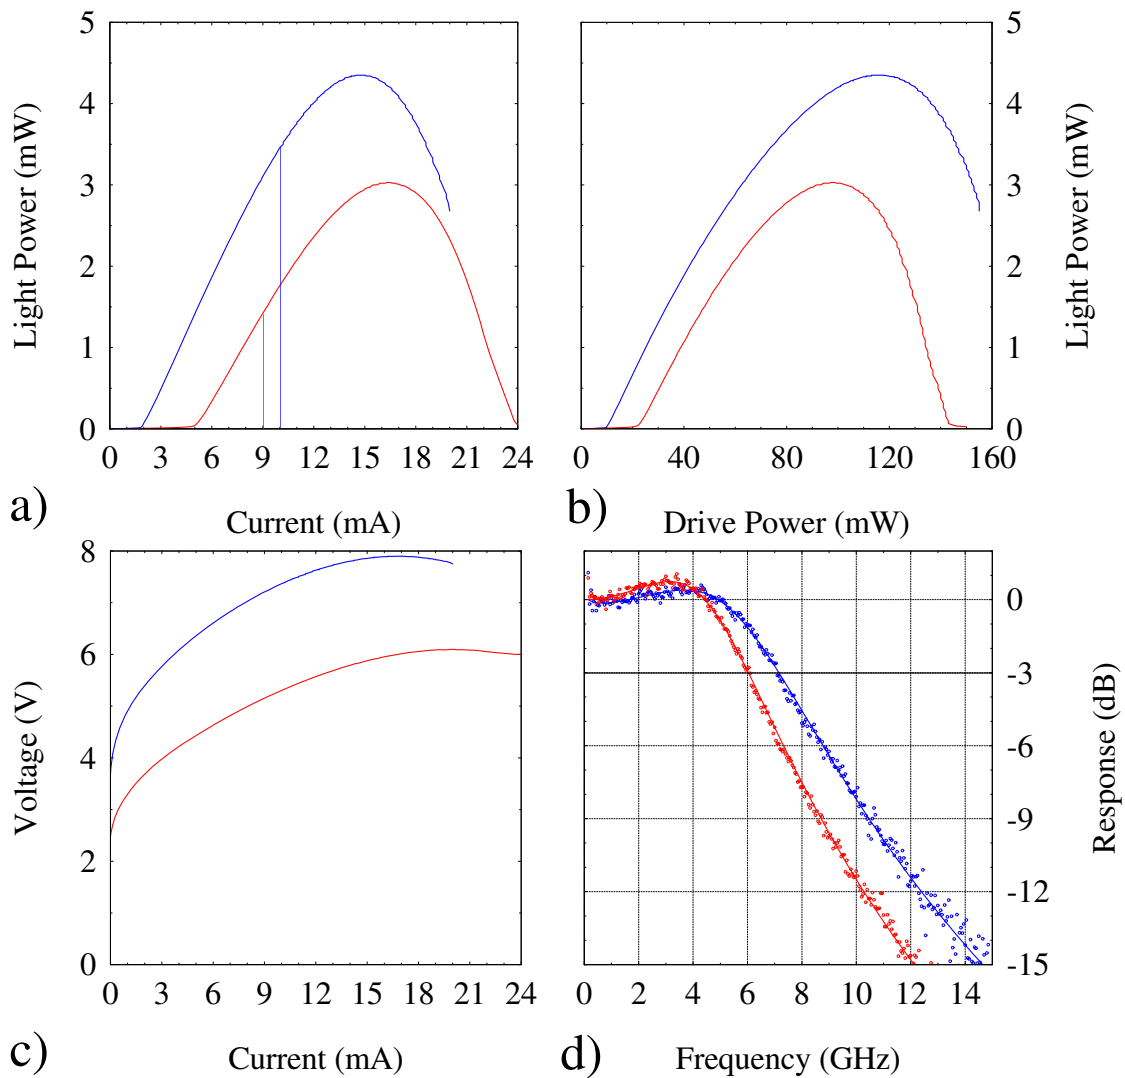 5
4
3
2
1
0
Light Power (mW)
0 3 6 9 12 15 18 21 24
a)
Current (mA)
5
4
3
2
1
0
Light Power (mW)
0 40 80 120 160
b)
Drive Power (mW)
8
6
4
2
0
Voltage (V)
0 3 6 9 12 15 18 21 24
c)
Current (mA)
0
-3
-6
-9
-12
-15
Response (dB)
0 2 4 6 8 10 12 14
d)
Frequency (GHz)